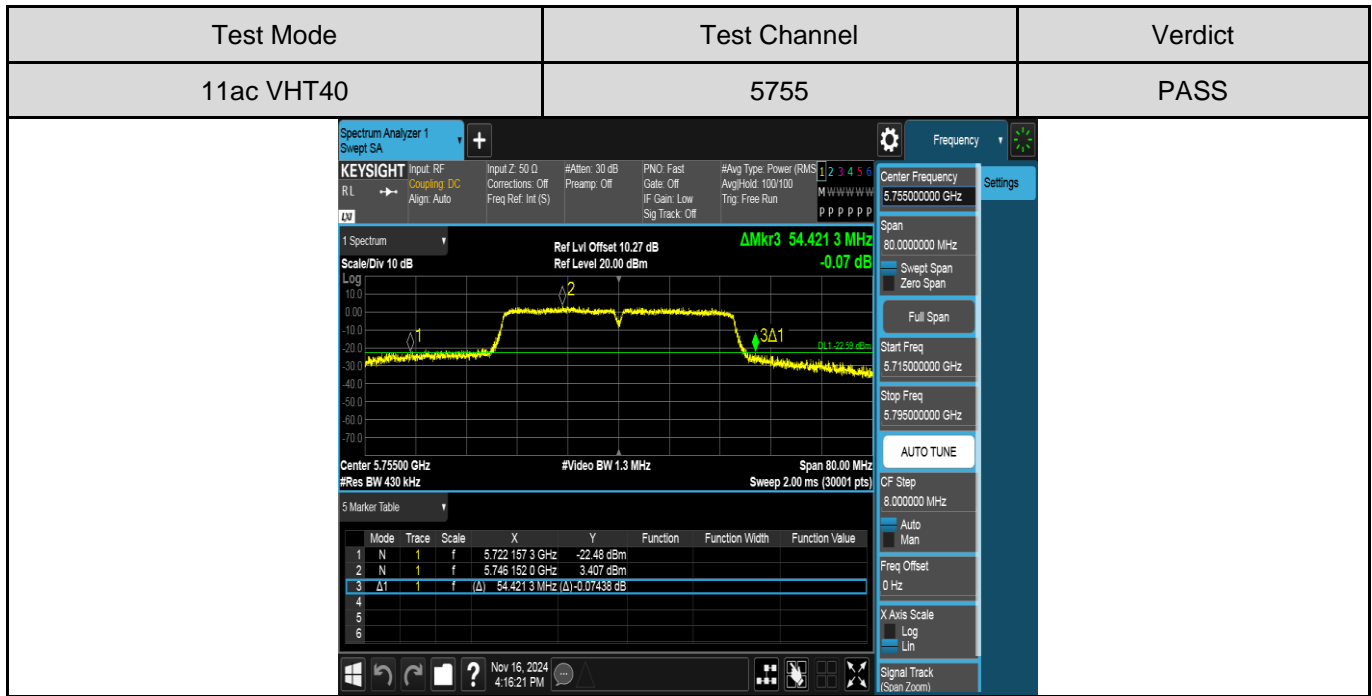 Test Mode Test Channel Verdict
11ac VHT40 5755 PASS
Spectrum Analyzer 1
Swept SA
+
Frequency
KEYSIGHT
RL
LXI
Input: RF
Coupling: DC
Align: Auto
Input Z: 50 Ω
Corrections: Off
Freq Ref: Int (S)
#Atten: 30 dB
Preamp: Off
PNO: Fast
Gate: Off
IF Gain: Low
Sig Track: Off
#Avg Type: Power (RMS
Avg|Hold: 100/100
Trig: Free Run
1 2 3 4 5 6
M W W W W W
P P P P P P
1 Spectrum
Scale/Div 10 dB
Ref Lvl Offset 10.27 dB
Ref Level 20.00 dBm
ΔMkr3 54.421 3 MHz
-0.07 dB
Log
10.0
0.00
-10.0
-20.0
-30.0
-40.0
-50.0
-60.0
-70.0
1
2
3Δ1
DL1 -22.59 dBm
Center 5.75500 GHz
#Res BW 430 kHz
#Video BW 1.3 MHz
Span 80.00 MHz
Sweep 2.00 ms (30001 pts)
5 Marker Table
Mode Trace Scale X Y Function Function Width Function Value
1 N 1 f 5.722 157 3 GHz -22.48 dBm
2 N 1 f 5.746 152 0 GHz 3.407 dBm
3 Δ1 1 f (Δ) 54.421 3 MHz (Δ) -0.07438 dB
4
5
6
?
Nov 16, 2024
4:16:21 PM
Center Frequency
5.755000000 GHz
Settings
Span
80.0000000 MHz
Swept Span
Zero Span
Full Span
Start Freq
5.715000000 GHz
Stop Freq
5.795000000 GHz
AUTO TUNE
CF Step
8.000000 MHz
Auto
Man
Freq Offset
0 Hz
X Axis Scale
Log
Lin
Signal Track
(Span Zoom)